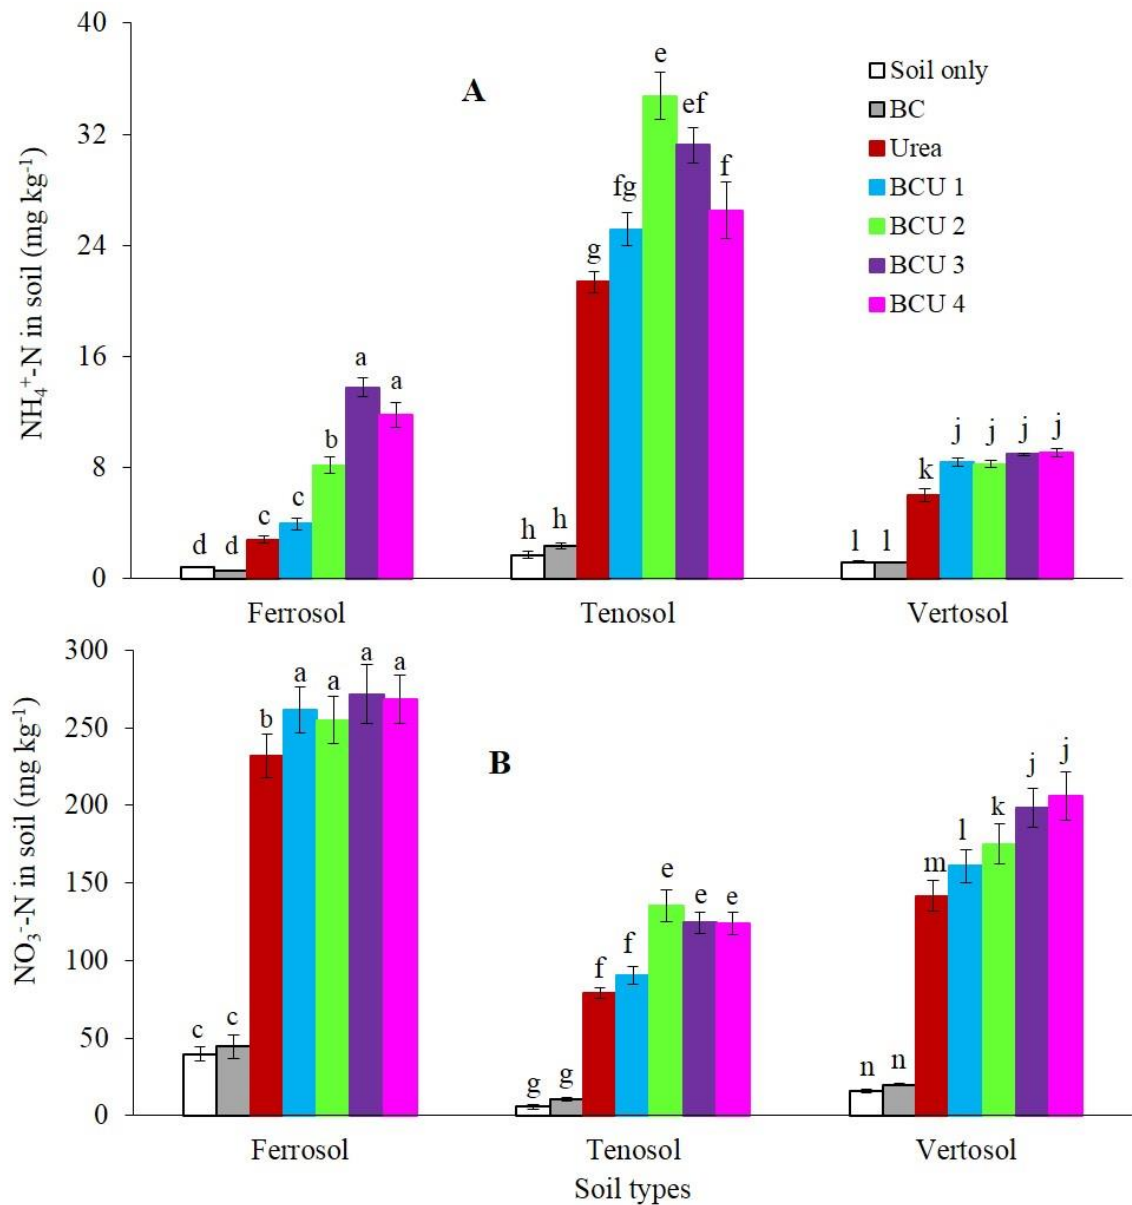 40
A
e
Soil only
BC
32
ef
Urea
f
fg
BCU 1
BCU 2
24
g
BCU 3
BCU 4
NH₄⁺-N in soil (mg kg⁻¹)
16
a
a
b
8
j j j j
k
c c
d d
h h
l l
0
Ferrosol Tenosol Vertosol
300
a a a a
250
b
B
200
j j
k
l
m
150
e e e
NO₃⁻-N in soil (mg kg⁻¹)
100
f f
50
c c
g g
n n
0
Ferrosol Tenosol Vertosol
Soil types